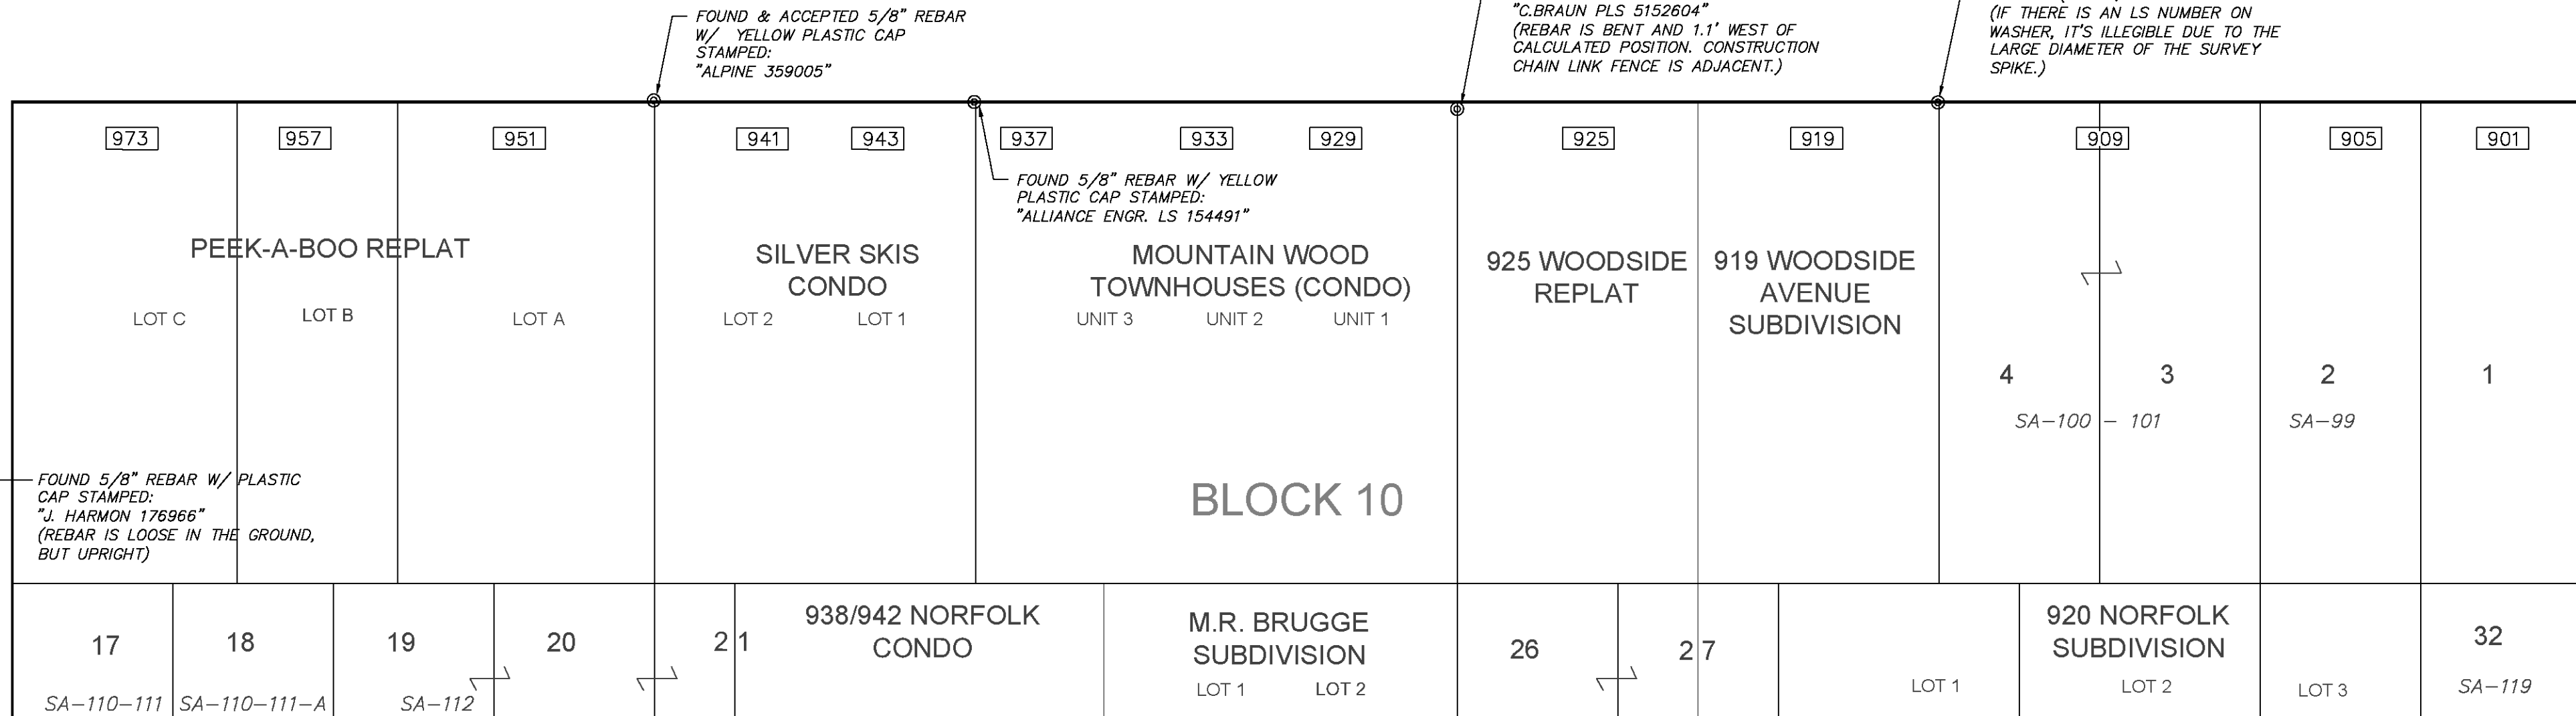 FOUND & ACCEPTED 5/8" REBAR
W/ YELLOW PLASTIC CAP
STAMPED:
"ALPINE 359005"
"C.BRAUN PLS 5152604"
(REBAR IS BENT AND 1.1' WEST OF
CALCULATED POSITION. CONSTRUCTION
CHAIN LINK FENCE IS ADJACENT.)
(IF THERE IS AN LS NUMBER ON
WASHER, IT'S ILLEGIBLE DUE TO THE
LARGE DIAMETER OF THE SURVEY
SPIKE.)
973 957 951 941 943 937 933 929 925 919 909 905 901
FOUND 5/8" REBAR W/ YELLOW
PLASTIC CAP STAMPED:
"ALLIANCE ENGR. LS 154491"
PEEK-A-BOO REPLAT
LOT C LOT B LOT A
SILVER SKIS
CONDO
LOT 2 LOT 1
MOUNTAIN WOOD
TOWNHOUSES (CONDO)
UNIT 3 UNIT 2 UNIT 1
925 WOODSIDE
REPLAT
919 WOODSIDE
AVENUE
SUBDIVISION
4 3 2 1
SA-100 - 101 SA-99
FOUND 5/8" REBAR W/ PLASTIC
CAP STAMPED:
"J. HARMON 176966"
(REBAR IS LOOSE IN THE GROUND,
BUT UPRIGHT)
BLOCK 10
17 18 19 20 21
SA-110-111 SA-110-111-A SA-112
938/942 NORFOLK
CONDO
M.R. BRUGGE
SUBDIVISION
LOT 1 LOT 2
26 27
920 NORFOLK
SUBDIVISION
LOT 1 LOT 2 LOT 3
32
SA-119